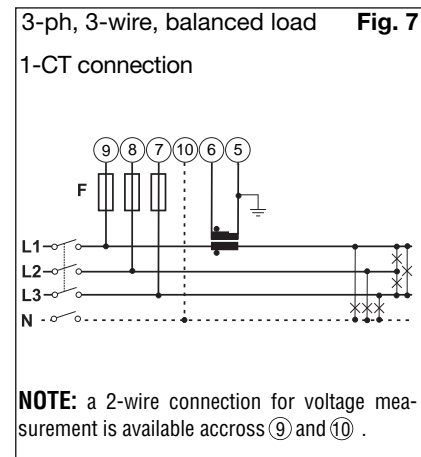 3-ph, 3-wire, balanced load Fig. 7
1-CT connection
9 8 7 10 6 5
F
L1
L2
L3
N
NOTE: a 2-wire connection for voltage mea-
surement is available accross 9 and 10 .